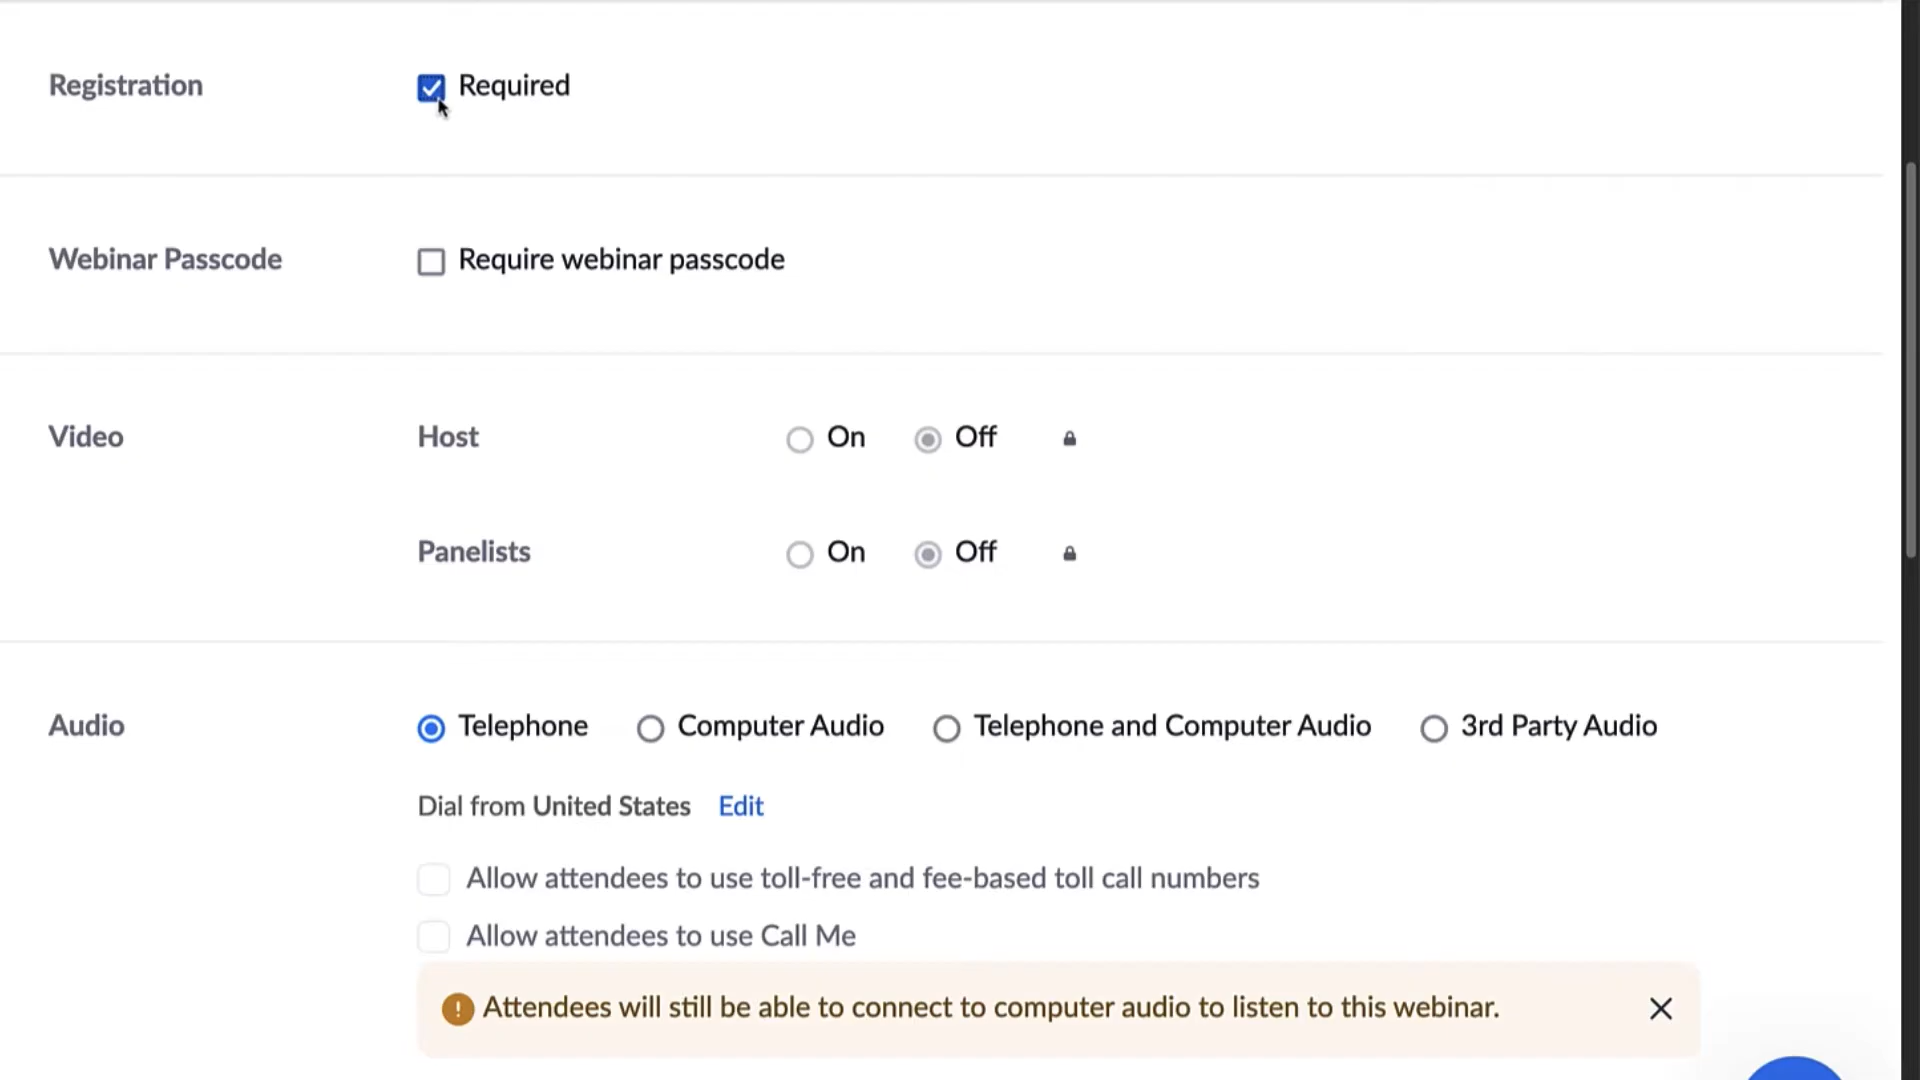 Registration Required
Webinar Passcode Require webinar passcode
Video Host On Off
Panelists On Off
Audio Telephone Computer Audio Telephone and Computer Audio 3rd Party Audio
Dial from United States Edit
Allow attendees to use toll-free and fee-based toll call numbers
Allow attendees to use Call Me
Attendees will still be able to connect to computer audio to listen to this webinar.